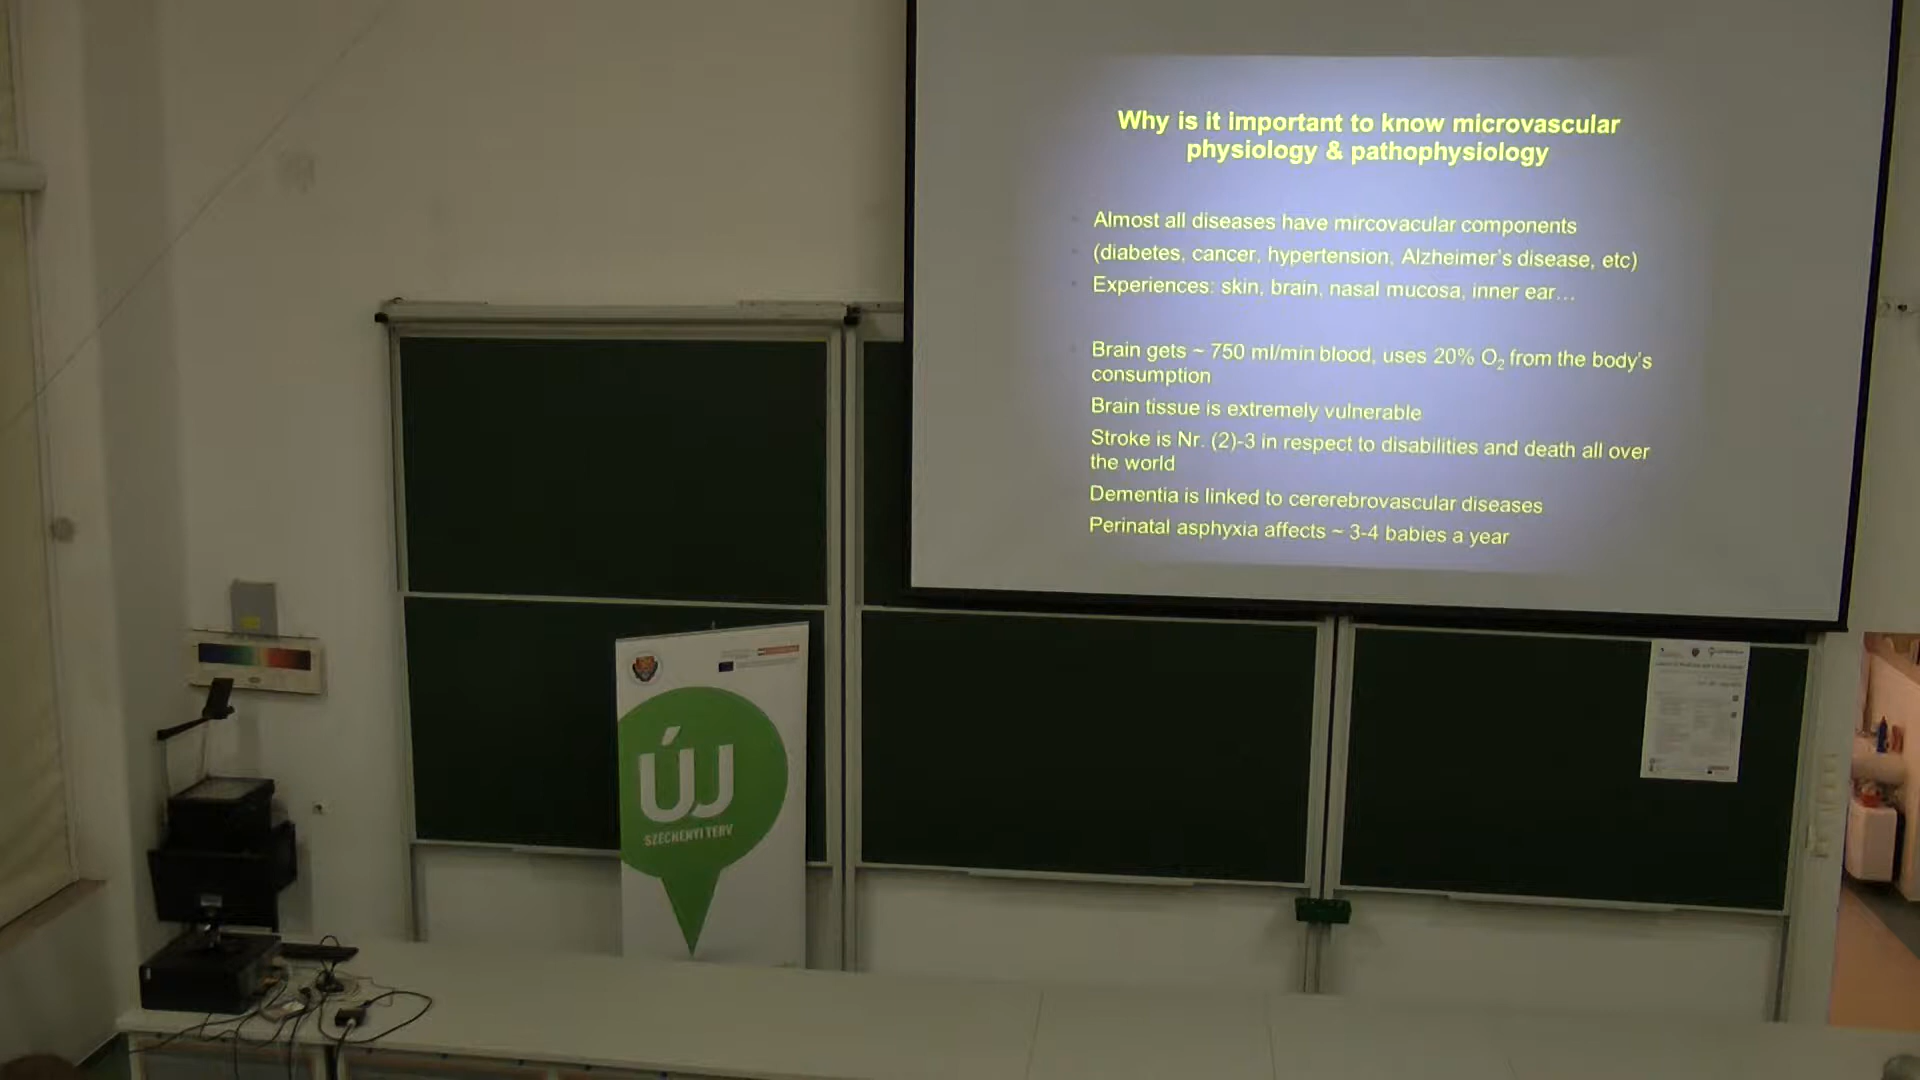 Why is it important to know microvascular
physiology & pathophysiology
Almost all diseases have mircovacular components
(diabetes, cancer, hypertension, Alzheimer's disease, etc)
Experiences: skin, brain, nasal mucosa, inner ear…
Brain gets ~ 750 ml/min blood, uses 20% O2 from the body's
consumption
Brain tissue is extremely vulnerable
Stroke is Nr. (2)-3 in respect to disabilities and death all over
the world
Dementia is linked to cererebrovascular diseases
Perinatal asphyxia affects ~ 3-4 babies a year
ÚJ
SZÉCHENYI TERV